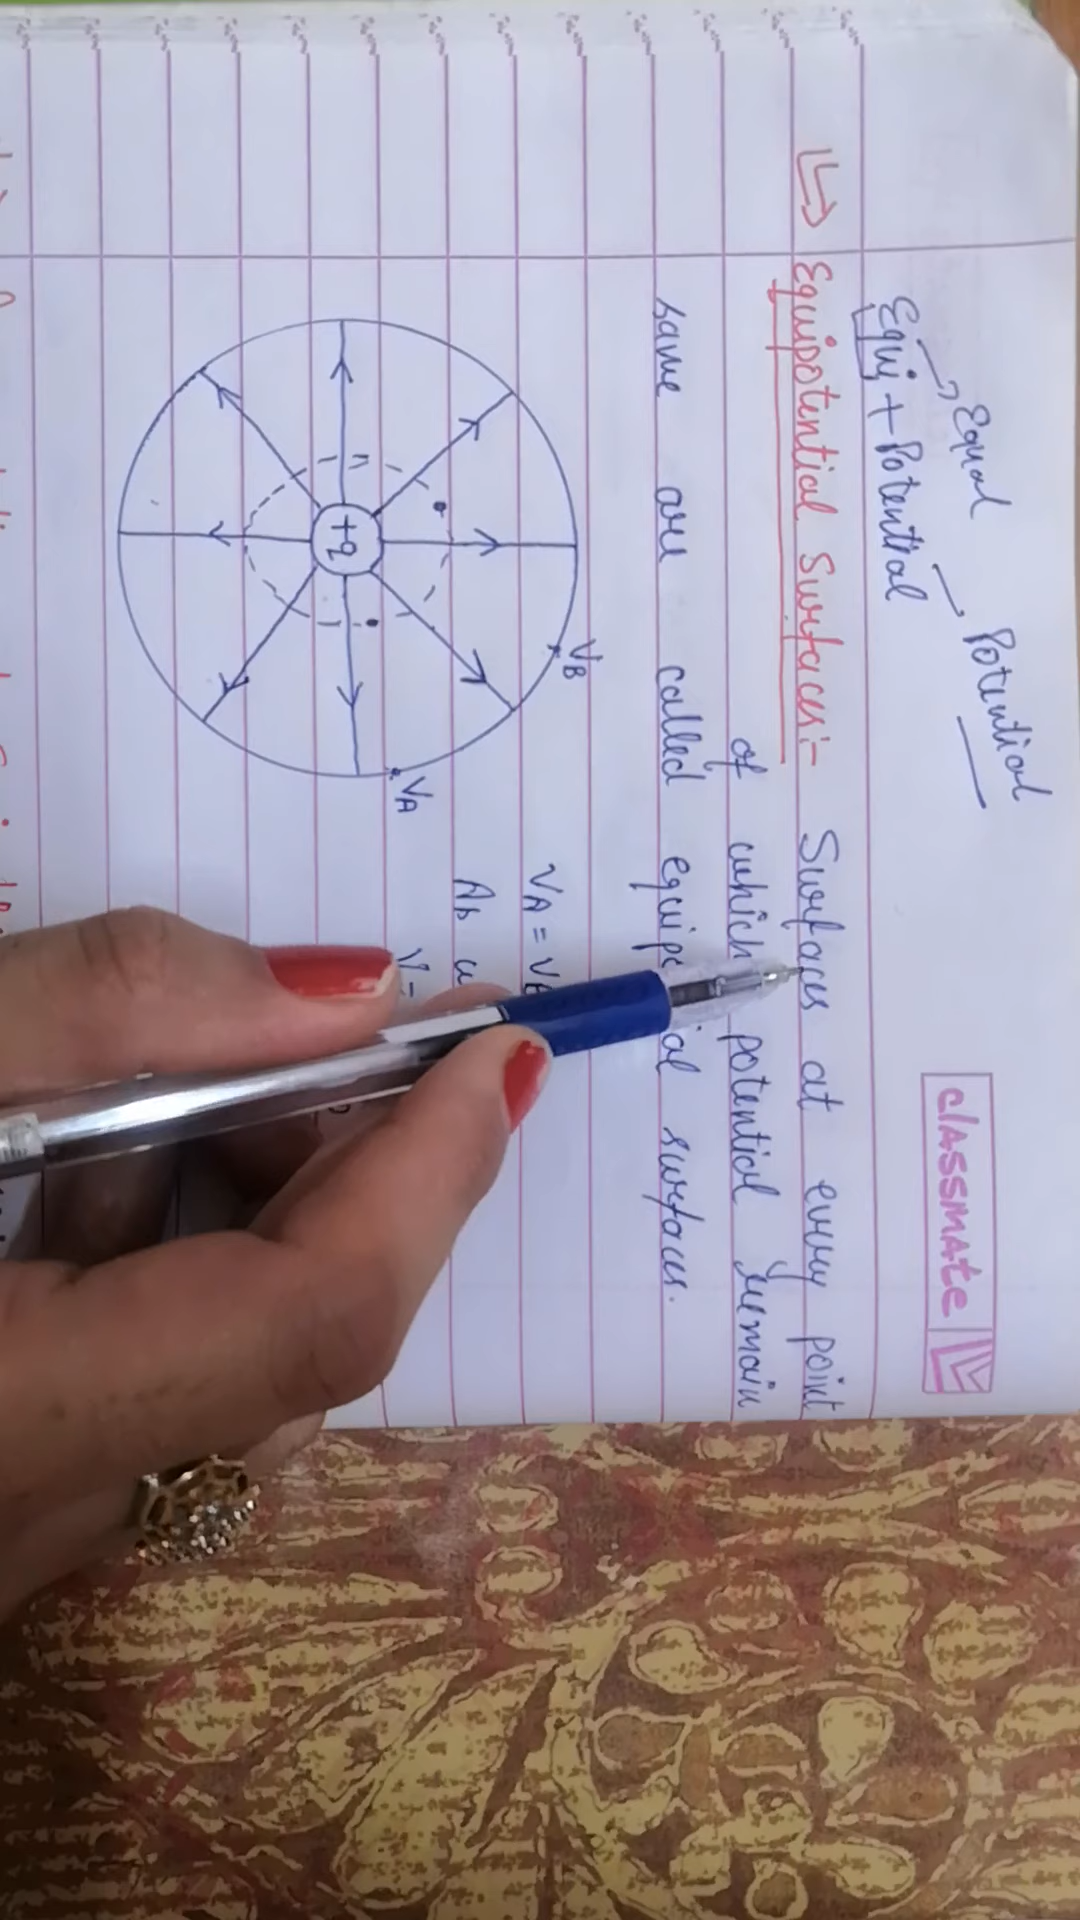 Equal Potential
Equi + Potential
classmate
Equipotential Surfaces:- Surfaces at every point
of which potential remain
same are called surfaces.
VB
VA
+q
VA = V
As
V =